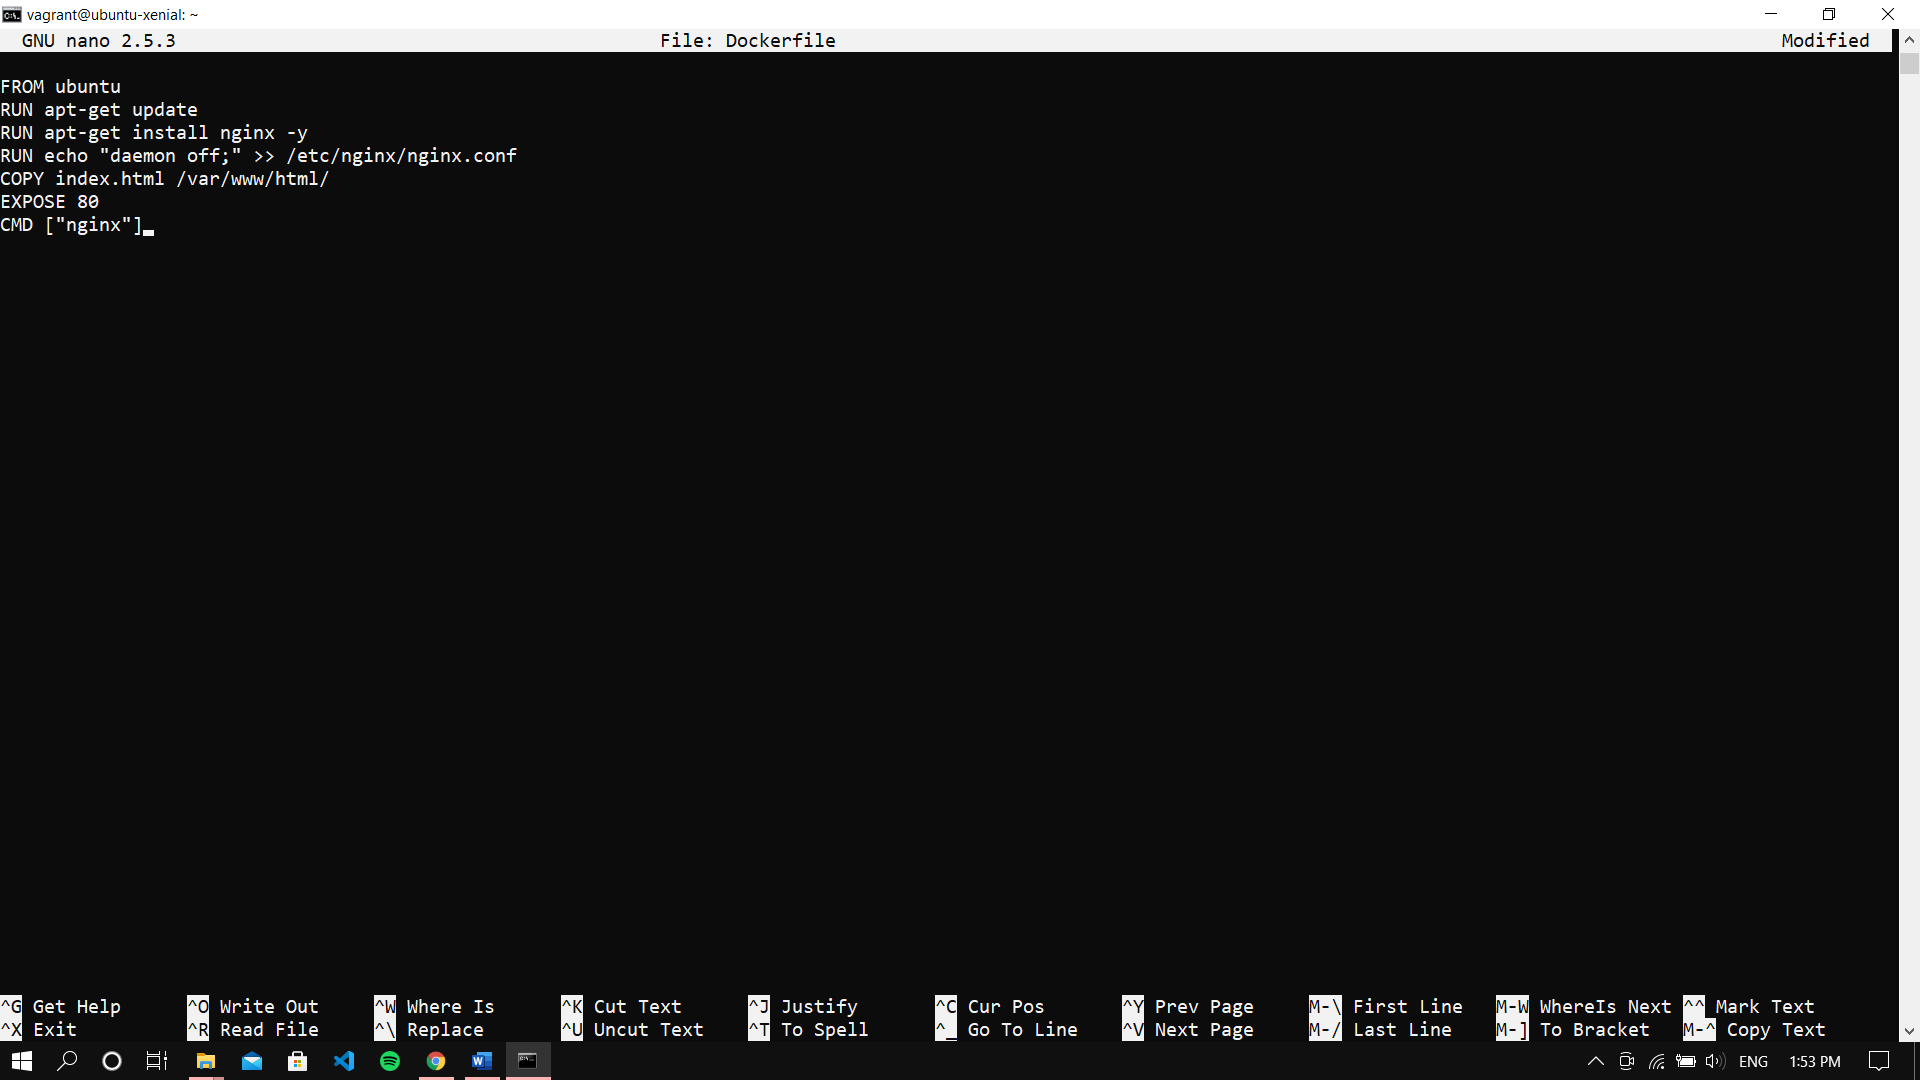 vagrant@ubuntu-xenial: ~
GNU nano 2.5.3 File: Dockerfile Modified
FROM ubuntu
RUN apt-get update
RUN apt-get install nginx -y
RUN echo "daemon off;" >> /etc/nginx/nginx.conf
COPY index.html /var/www/html/
EXPOSE 80
CMD ["nginx"]
^G Get Help ^O Write Out ^W Where Is ^K Cut Text ^J Justify ^C Cur Pos ^Y Prev Page M-\ First Line M-W WhereIs Next ^^ Mark Text
^X Exit ^R Read File ^\ Replace ^U Uncut Text ^T To Spell ^_ Go To Line ^V Next Page M-/ Last Line M-] To Bracket M-^ Copy Text
ENG 1:53 PM